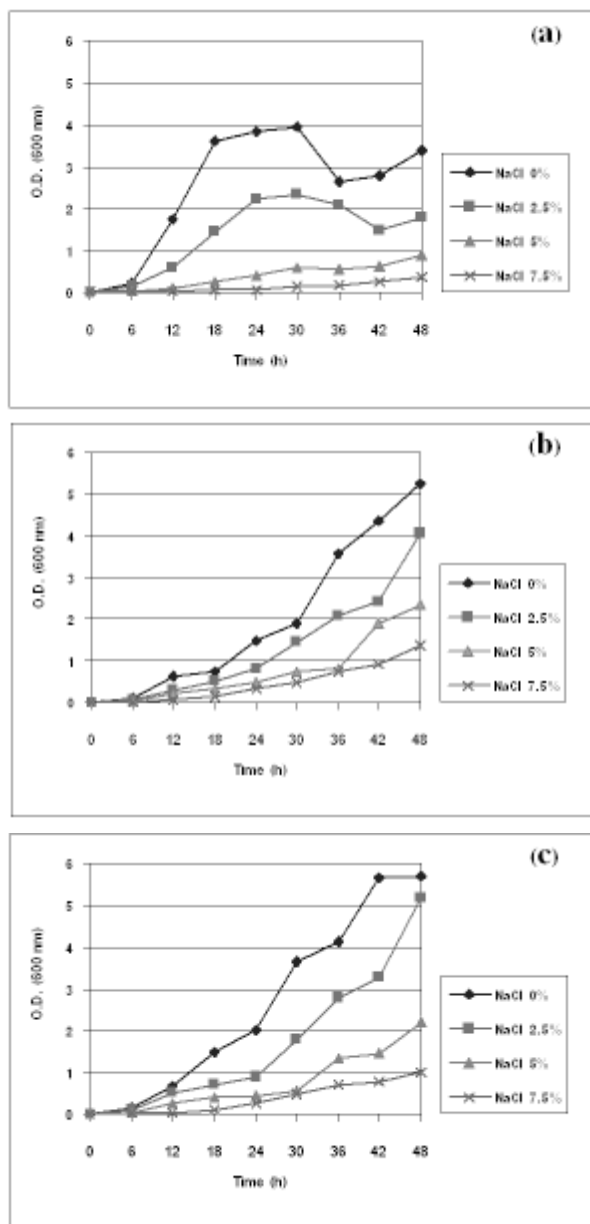 (a)
6
5
4
3
2
1
0
O.D. (600 nm)
0 6 12 18 24 30 36 42 48
Time (h)
NaCl 0%
NaCl 2.5%
NaCl 5%
NaCl 7.5%
(b)
6
5
4
3
2
1
0
O.D. (600 nm)
0 6 12 18 24 30 36 42 48
Time (h)
NaCl 0%
NaCl 2.5%
NaCl 5%
NaCl 7.5%
(c)
6
5
4
3
2
1
0
O.D. (600 nm)
0 6 12 18 24 30 36 42 48
Time (h)
NaCl 0%
NaCl 2.5%
NaCl 5%
NaCl 7.5%